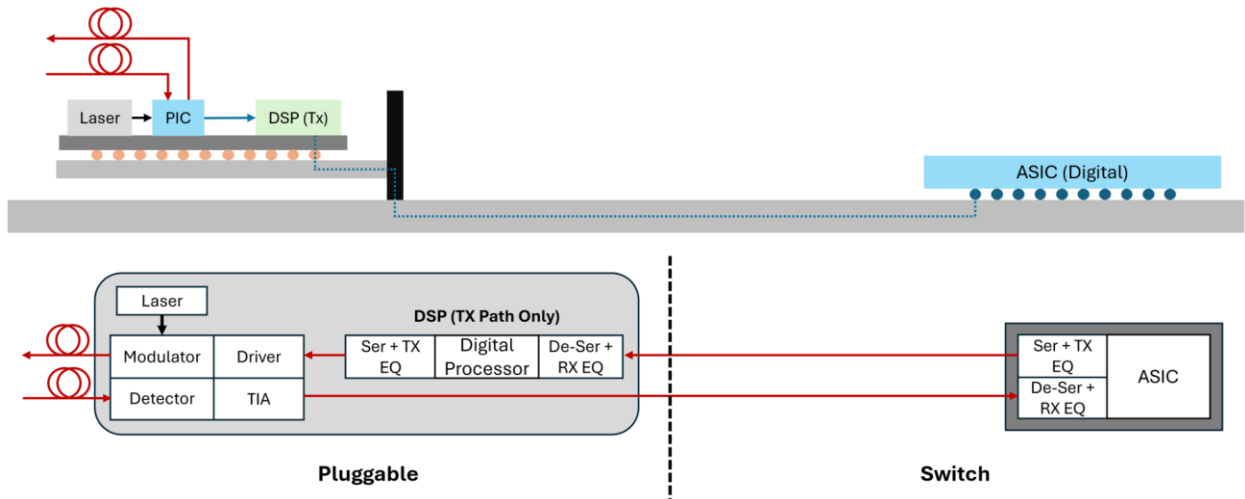 Laser
PIC
DSP (Tx)
ASIC (Digital)
Laser
DSP (TX Path Only)
Modulator
Driver
Ser + TX
EQ
Digital
Processor
De-Ser +
RX EQ
Ser + TX
EQ
ASIC
Detector
TIA
De-Ser +
RX EQ
Pluggable
Switch